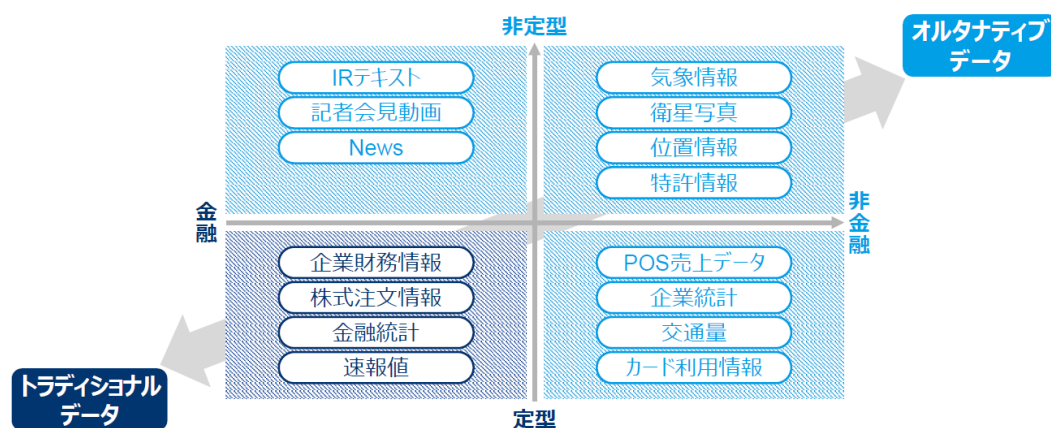 非定型
オルタナティブ
データ
IRテキスト
記者会見動画
News
気象情報
衛星写真
位置情報
特許情報
金融
非金融
企業財務情報
株式注文情報
金融統計
速報値
POS売上データ
企業統計
交通量
カード利用情報
トラディショナル
データ
定型